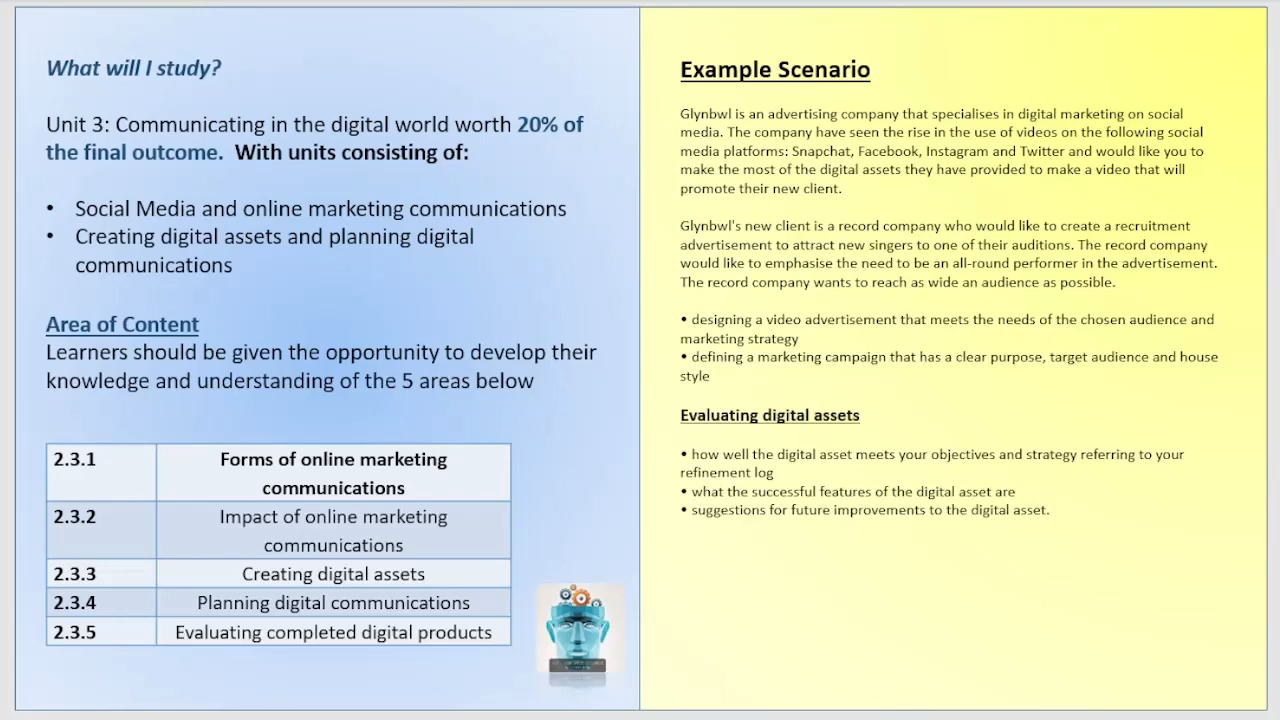 What will I study?
Unit 3: Communicating in the digital world worth 20% of
the final outcome. With units consisting of:
• Social Media and online marketing communications
• Creating digital assets and planning digital
communications
Area of Content
Learners should be given the opportunity to develop their
knowledge and understanding of the 5 areas below
2.3.1 Forms of online marketing
communications
2.3.2 Impact of online marketing
communications
2.3.3 Creating digital assets
2.3.4 Planning digital communications
2.3.5 Evaluating completed digital products
Example Scenario
Glynbwl is an advertising company that specialises in digital marketing on social
media. The company have seen the rise in the use of videos on the following social
media platforms: Snapchat, Facebook, Instagram and Twitter and would like you to
make the most of the digital assets they have provided to make a video that will
promote their new client.
Glynbwl's new client is a record company who would like to create a recruitment
advertisement to attract new singers to one of their auditions. The record company
would like to emphasise the need to be an all-round performer in the advertisement.
The record company wants to reach as wide an audience as possible.
• designing a video advertisement that meets the needs of the chosen audience and
marketing strategy
• defining a marketing campaign that has a clear purpose, target audience and house
style
Evaluating digital assets
• how well the digital asset meets your objectives and strategy referring to your
refinement log
• what the successful features of the digital asset are
• suggestions for future improvements to the digital asset.